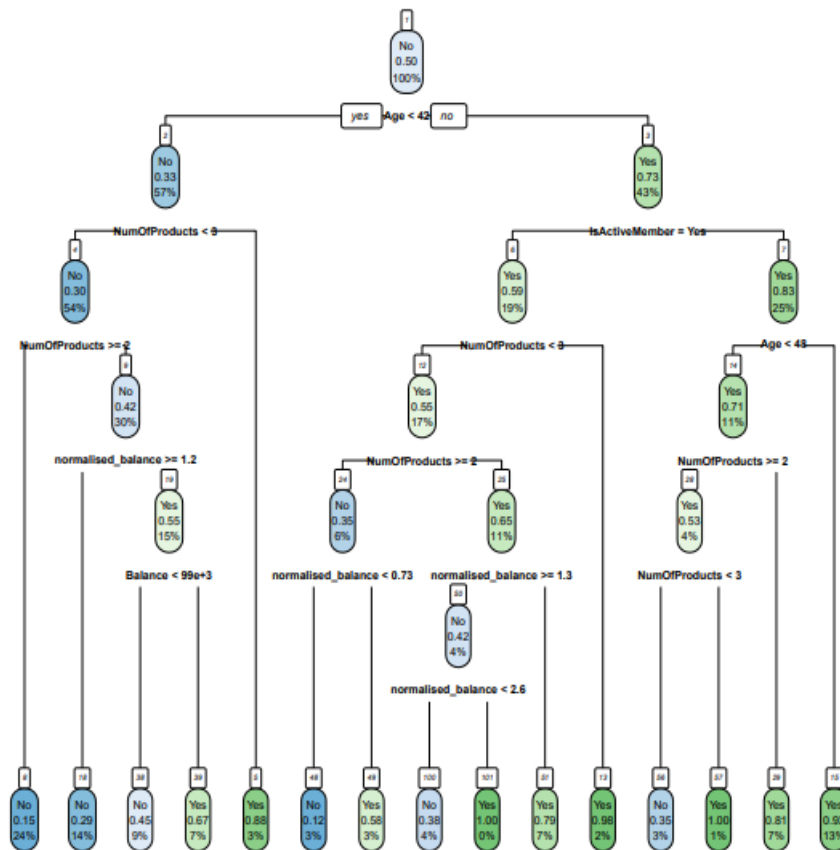 1
No
0.50
100%
yes Age < 42 no
2
No
0.33
57%
3
Yes
0.73
43%
NumOfProducts < 3
IsActiveMember = Yes
4
No
0.30
54%
6
Yes
0.59
19%
7
Yes
0.83
25%
NumOfProducts >= 2
NumOfProducts < 3
Age < 48
9
No
0.42
30%
12
Yes
0.55
17%
14
Yes
0.71
11%
normalised_balance >= 1.2
NumOfProducts >= 2
NumOfProducts >= 2
19
Yes
0.55
15%
24
No
0.35
6%
25
Yes
0.65
11%
28
Yes
0.53
4%
Balance < 99e+3
normalised_balance < 0.73
normalised_balance >= 1.3
NumOfProducts < 3
50
No
0.42
4%
normalised_balance < 2.6
8
No
0.15
24%
18
No
0.29
14%
38
No
0.45
9%
39
Yes
0.67
7%
5
Yes
0.88
3%
48
No
0.12
3%
49
Yes
0.58
3%
100
No
0.38
4%
101
Yes
1.00
0%
51
Yes
0.79
7%
13
Yes
0.98
2%
56
No
0.35
3%
57
Yes
1.00
1%
29
Yes
0.81
7%
15
Yes
13%